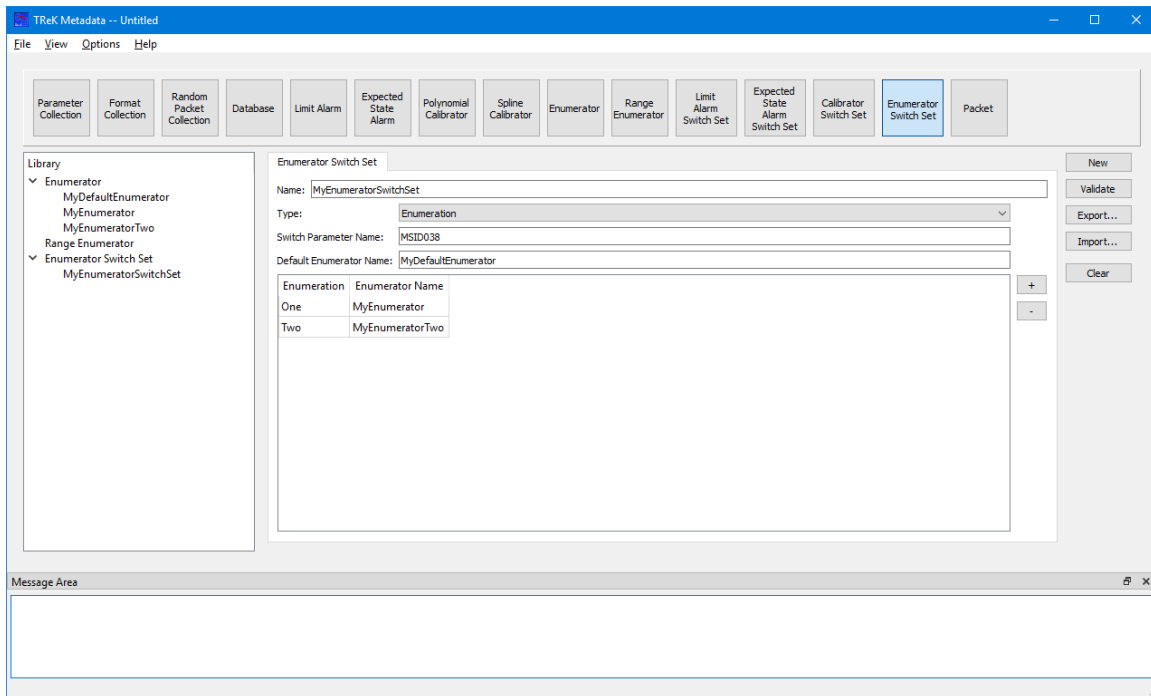 TReK Metadata -- Untitled
File View Options Help
Parameter Collection
Format Collection
Random Packet Collection
Database
Limit Alarm
Expected State Alarm
Polynomial Calibrator
Spline Calibrator
Enumerator
Range Enumerator
Limit Alarm Switch Set
Expected State Alarm Switch Set
Calibrator Switch Set
Enumerator Switch Set
Packet
Library
Enumerator
MyDefaultEnumerator
MyEnumerator
MyEnumeratorTwo
Range Enumerator
Enumerator Switch Set
MyEnumeratorSwitchSet
Enumerator Switch Set
Name: MyEnumeratorSwitchSet
Type: Enumeration
Switch Parameter Name: MSID038
Default Enumerator Name: MyDefaultEnumerator
Enumeration Enumerator Name
One MyEnumerator
Two MyEnumeratorTwo
+
-
New
Validate
Export...
Import...
Clear
Message Area